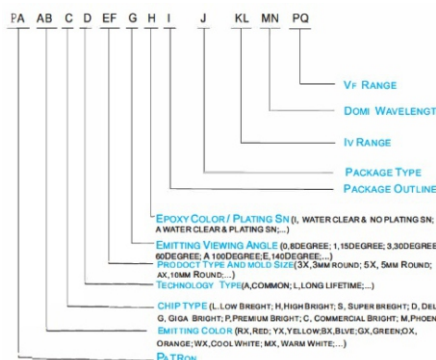 PA AB C D EF G H I J KL MN PQ
VF RANGE
DOMI WAVELENGT
IV RANGE
PACKAGE TYPE
PACKAGE OUTLINE
EPOXY COLOR / PLATING SN (I, WATER CLEAR & NO PLATING SN;
A WATER CLEAR & PLATING SN;...)
EMITTING VIEWING ANGLE (0,8DEGREE; 1,15DEGREE; 3,30DEGREE
60DEGREE; A 100DEGREE;E,140DEGREE;...)
PRODUCT TYPE AND MOLD SIZE(3X,3MM ROUND; 5X, 5MM ROUND;
AX,10MM ROUND;...)
TECHNOLOGY TYPE(A,COMMON; L,LONG LIFETIME;...)
CHIP TYPE (L.LOW BREGHT; H,HIGH BRIGHT; S, SUPER BREGHT; D, DEL
G, GIGA BRIGHT; P,PREMIUM BRIGHT; C, COMMERCIAL BRIGHT; M,PHOEN
EMITTING COLOR (RX,RED; YX,YELLOW;BX,BLVE;GX,GREEN;OX,
ORANGE; WX,COOL WHITE; MX, WARM WHITE;...)
PATRON